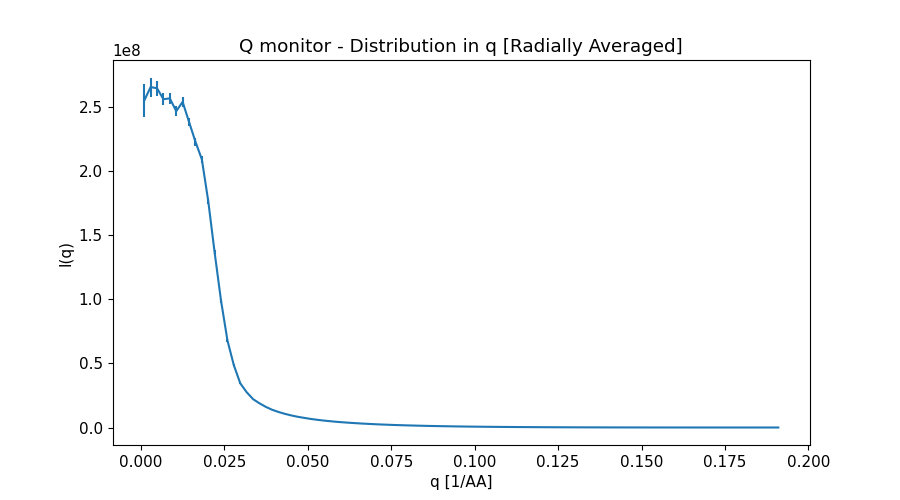 Q monitor - Distribution in q [Radially Averaged]
1e8
2.5
2.0
1.5
1.0
0.5
0.0
I(q)
0.000 0.025 0.050 0.075 0.100 0.125 0.150 0.175 0.200
q [1/AA]